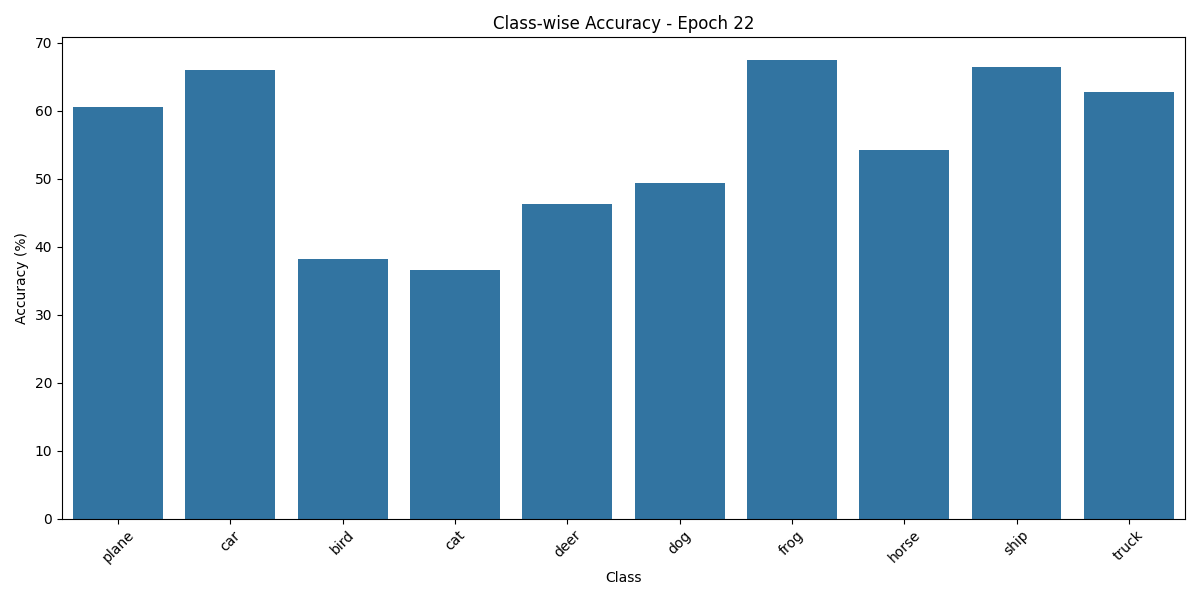 Class-wise Accuracy - Epoch 22
Accuracy (%)
70
60
50
40
30
20
10
0
plane
car
bird
cat
deer
dog
frog
horse
ship
truck
Class